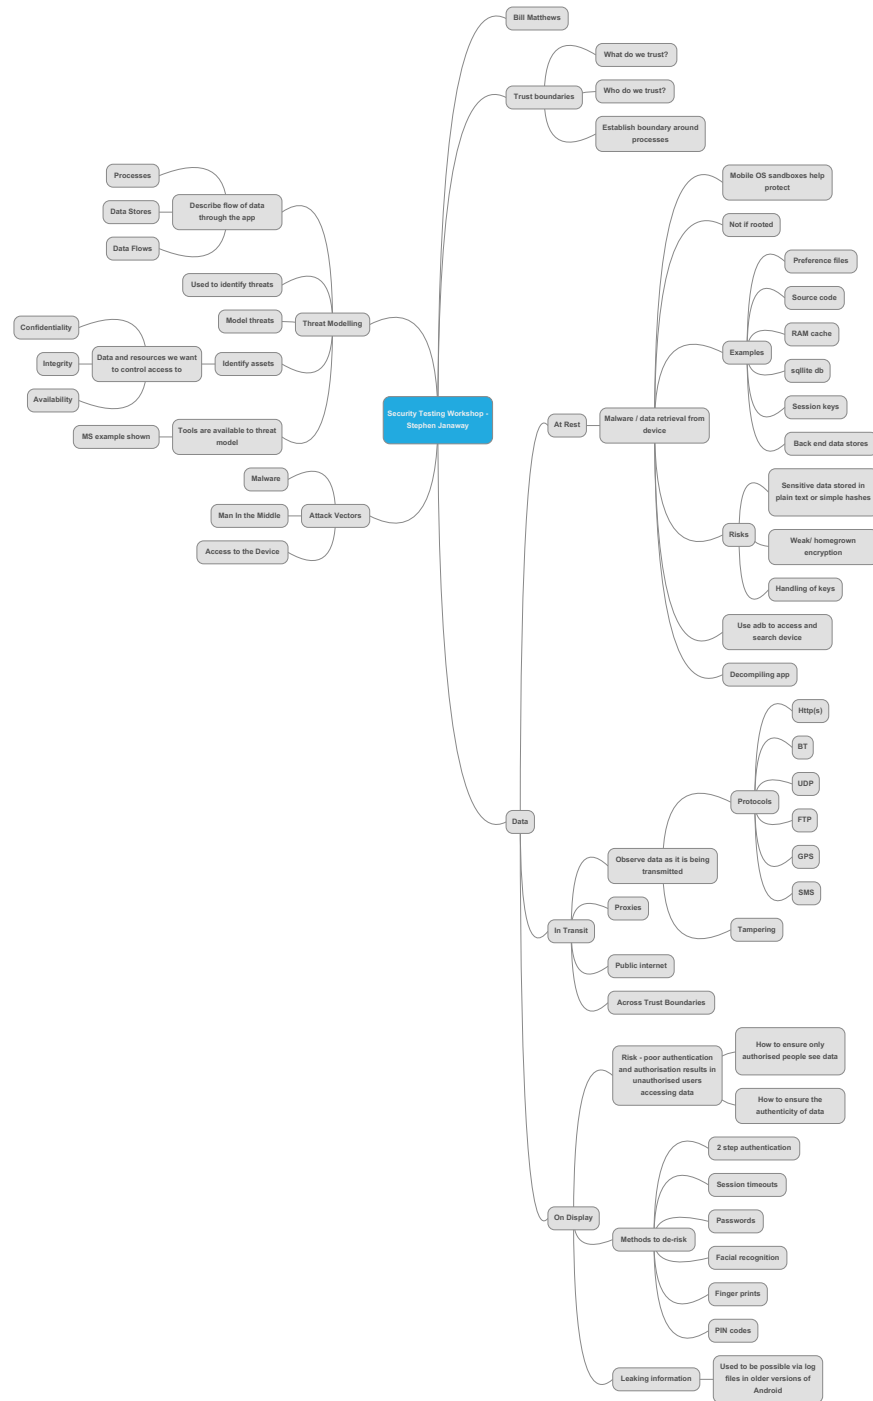 Bill Matthews
What do we trust?
Trust boundaries
Who do we trust?
Establish boundary around
processes
Processes
Describe flow of data
through the app
Data Stores
Data Flows
Used to identify threats
Model threats
Threat Modelling
Confidentiality
Data and resources we want
to control access to
Integrity
Identify assets
Availability
MS example shown
Tools are available to threat
model
Security Testing Workshop -
Stephen Janaway
Malware
Man In the Middle
Attack Vectors
Access to the Device
Mobile OS sandboxes help
protect
Not if rooted
Preference files
Source code
RAM cache
Examples
sqllite db
Session keys
Back end data stores
At Rest
Malware / data retrieval from
device
Sensitive data stored in
plain text or simple hashes
Risks
Weak/ homegrown
encryption
Handling of keys
Use adb to access and
search device
Decompiling app
Data
Http(s)
BT
UDP
Protocols
FTP
GPS
SMS
Observe data as it is being
transmitted
Proxies
In Transit
Tampering
Public internet
Across Trust Boundaries
Risk - poor authentication
and authorisation results in
unauthorised users
accessing data
How to ensure only
authorised people see data
How to ensure the
authenticity of data
2 step authentication
Session timeouts
Passwords
On Display
Methods to de-risk
Facial recognition
Finger prints
PIN codes
Leaking information
Used to be possible via log
files in older versions of
Android